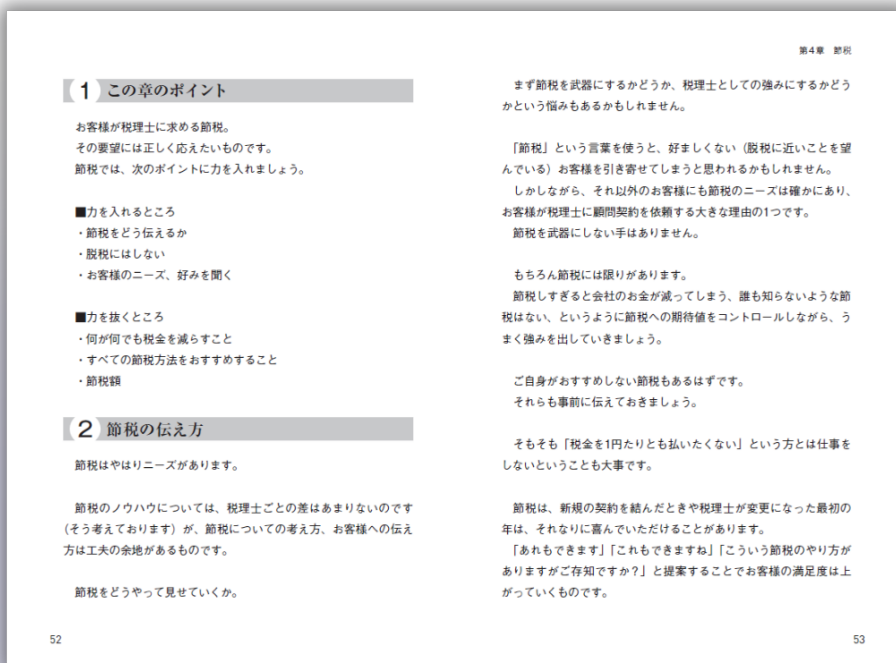 1 この章のポイント
お客様が税理士に求める節税。
その要望には正しく応えたいものです。
節税では、次のポイントに力を入れましょう。
■力を入れるところ
・節税をどう伝えるか
・脱税にはしない
・お客様のニーズ、好みを聞く
■力を抜くところ
・何が何でも税金を減らすこと
・すべての節税方法をおすすめすること
・節税額
2 節税の伝え方
節税はやはりニーズがあります。
節税のノウハウについては、税理士ごとの差はあまりないのです
(そう考えております)が、節税についての考え方、お客様への伝え
方は工夫の余地があるものです。
節税をどうやって見せていくか。
52
第4章 節税
まず節税を武器にするかどうか、税理士としての強みにするかどう
かという悩みもあるかもしれません。
「節税」という言葉を使うと、好ましくない(脱税に近いことを望
んでいる)お客様を引き寄せてしまうと思われるかもしれません。
しかしながら、それ以外のお客様にも節税のニーズは確かにあり、
お客様が税理士に顧問契約を依頼する大きな理由の1つです。
節税を武器にしない手はありません。
もちろん節税には限りがあります。
節税しすぎると会社のお金が減ってしまう、誰も知らないような節
税はない、というように節税への期待値をコントロールしながら、う
まく強みを出していきましょう。
ご自身がおすすめしない節税もあるはずです。
それらも事前に伝えておきましょう。
そもそも「税金を1円たりとも払いたくない」という方とは仕事を
しないということも大事です。
節税は、新規の契約を結んだときや税理士が変更になった最初の
年は、それなりに喜んでいただけることがあります。
「あれもできます」「これもできますね」「こういう節税のやり方が
ありますがご存知ですか?」と提案することでお客様の満足度は上
がっていくものです。
53